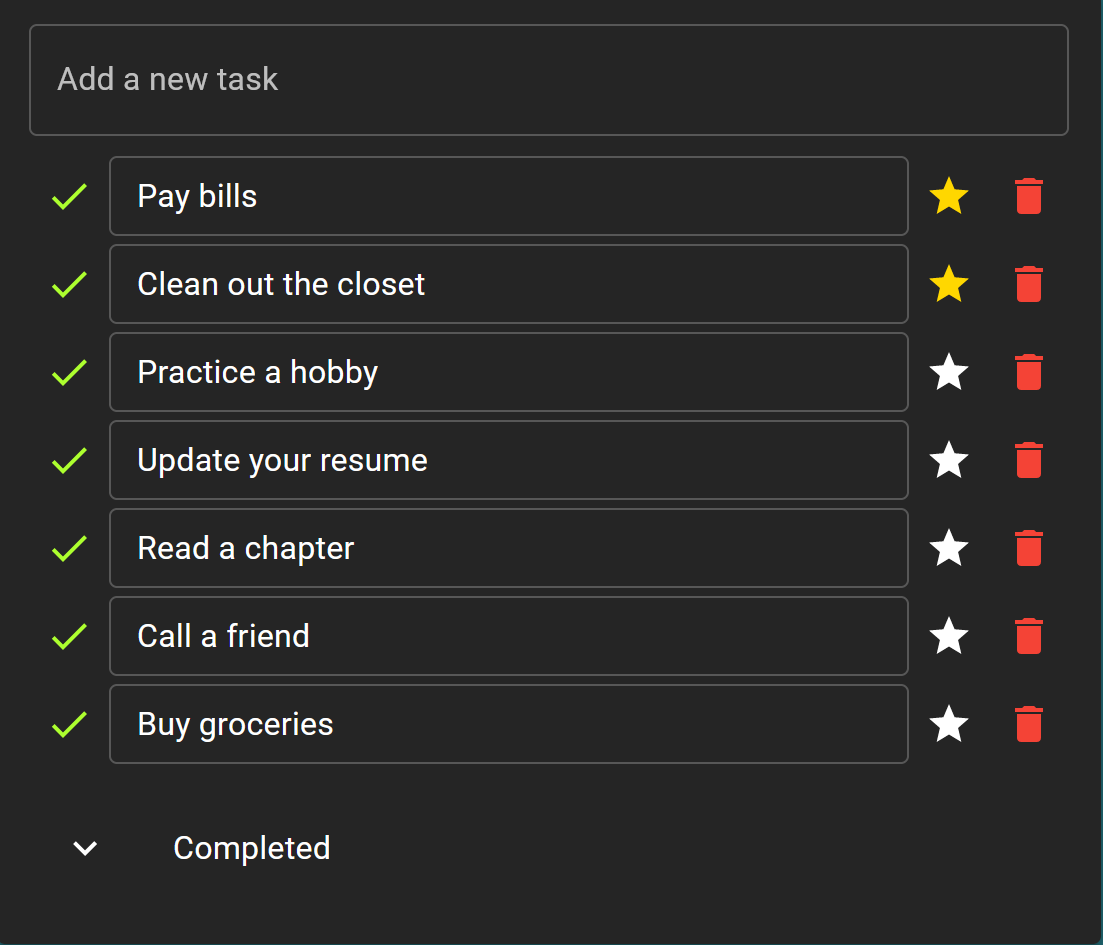 Add a new task
Pay bills
Clean out the closet
Practice a hobby
Update your resume
Read a chapter
Call a friend
Buy groceries
Completed